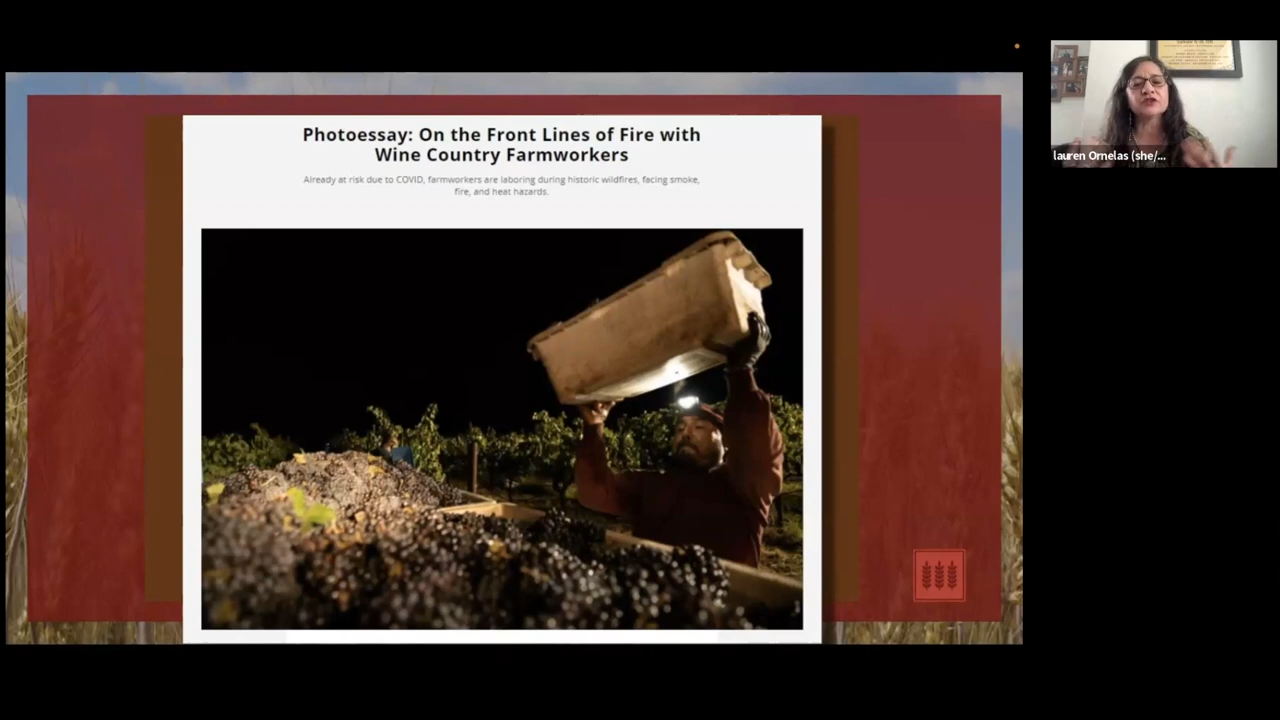 Photoessay: On the Front Lines of Fire with
Wine Country Farmworkers
Already at risk due to COVID, farmworkers are laboring during historic wildfires, facing smoke,
fire, and heat hazards.
lauren Ornelas (she/...